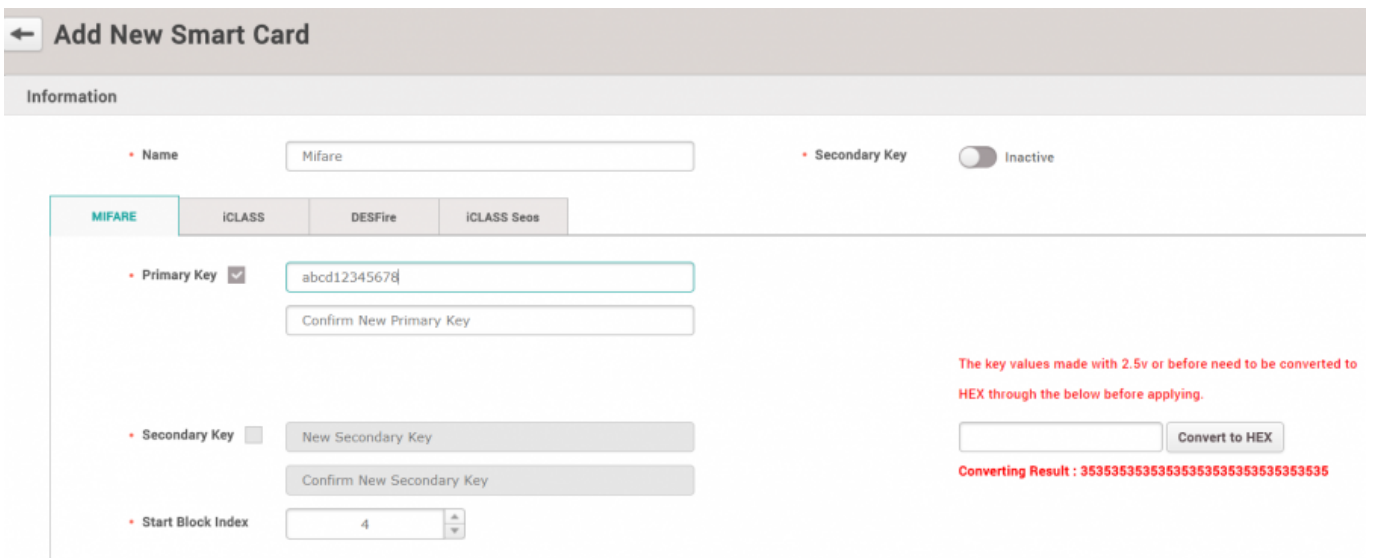 Add New Smart Card
Information
Name
Mifare
Secondary Key
Inactive
MIFARE
iCLASS
DESFire
iCLASS Seos
Primary Key
abcd12345678
Confirm New Primary Key
The key values made with 2.5v or before need to be converted to
HEX through the below before applying.
Secondary Key
New Secondary Key
Convert to HEX
Confirm New Secondary Key
Converting Result : 35353535353535353535353535353535
Start Block Index
4